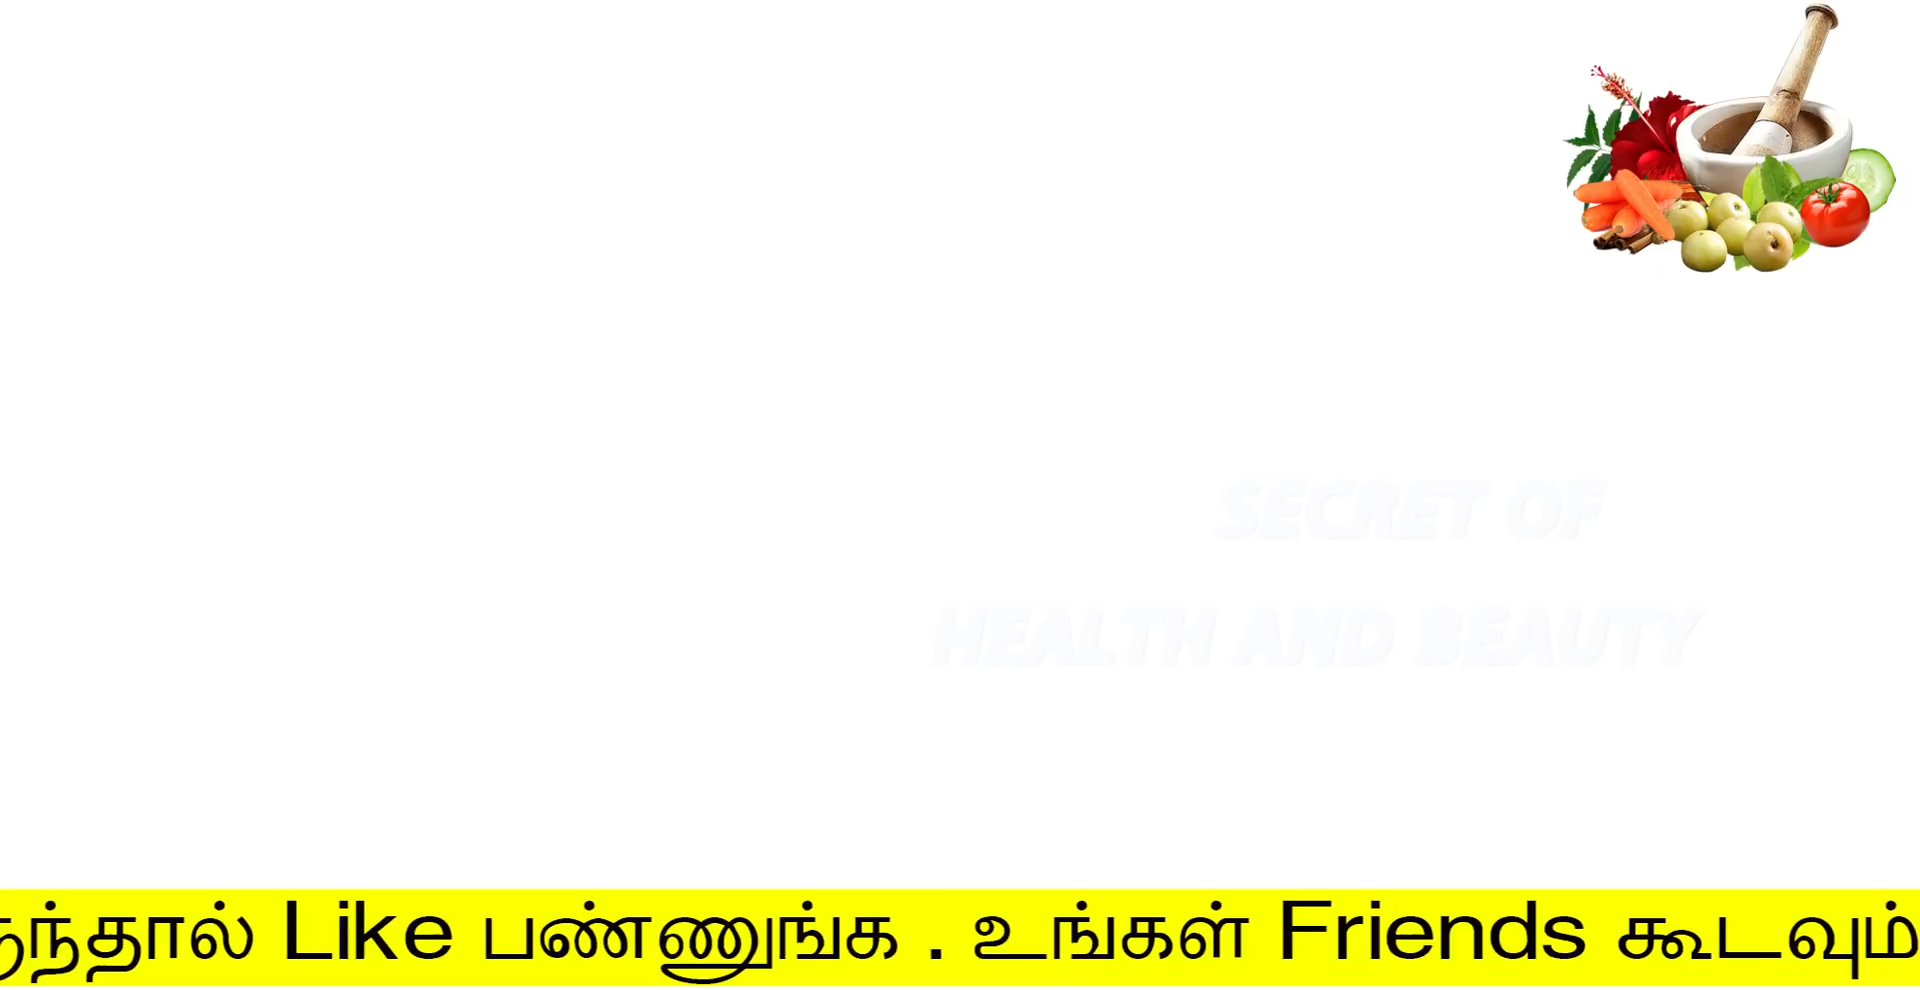 SECRET OF
HEALTH AND BEAUTY
Like பண்ணுங்க . உங்கள் Friends கூடவும்